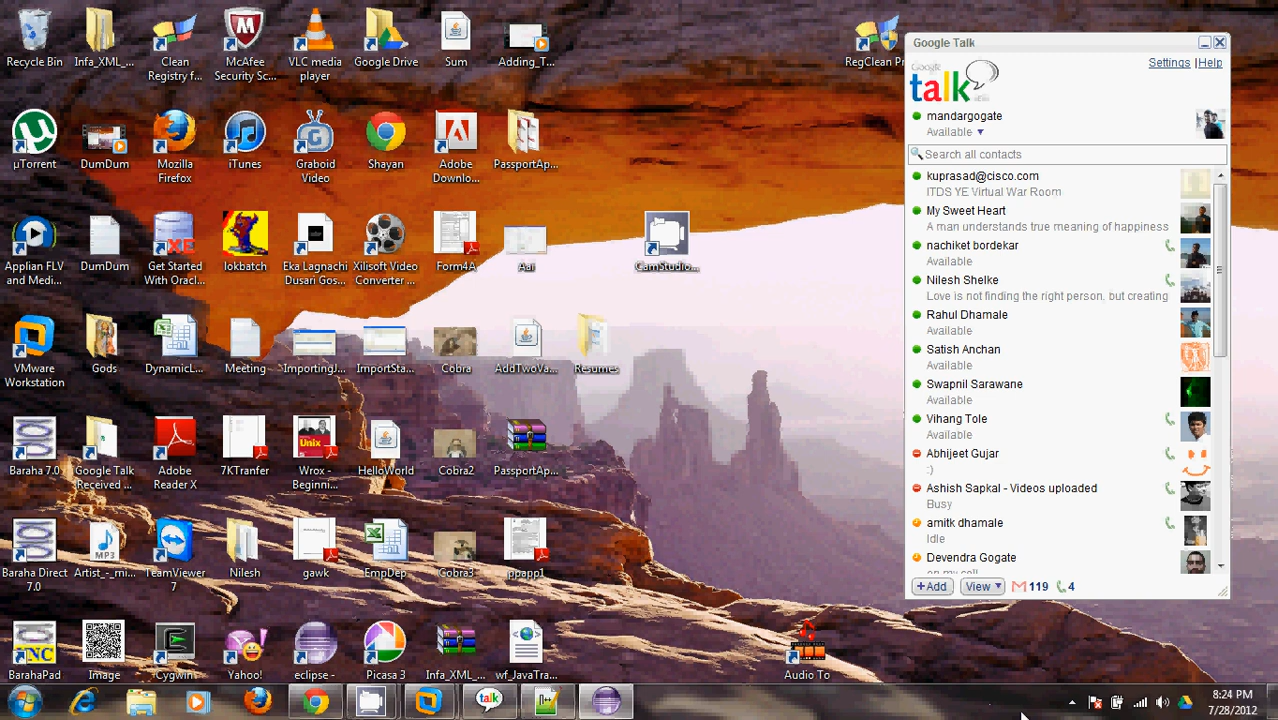 Recycle Bin
Infa_XML_...
Clean
Registry f...
McAfee
Security Sc...
VLC media
player
Google Drive
Sum
Adding_T...
RegClean Pr
µTorrent
DumDum
Mozilla
Firefox
iTunes
Graboid
Video
Shayan
Adobe
Downlo...
PassportAp...
Applian FLV
and Medi...
DumDum
Get Started
With Oracl...
lokbatch
Eka Lagnachi
Dusari Gos...
Xilisoft Video
Converter ...
Form4A
Aai
CamStudio...
VMware
Workstation
Gods
DynamicL...
Meeting
ImportingJ...
ImportSta...
Cobra
AddTwoVa...
Resumes
Baraha 7.0
Google Talk
Received ...
Adobe
Reader X
7KTranfer
Wrox -
Beginni...
HelloWorld
Cobra2
PassportAp...
Baraha Direct
7.0
Artist_-_mi...
TeamViewer
7
Nilesh
gawk
EmpDep
Cobra3
ppapp1
BarahaPad
Image
Cygwin
Yahoo!
eclipse -
Picasa 3
Infa_XML_...
wf_JavaTra...
Audio To
Google Talk
Settings | Help
Google
talk
mandargogate
Available
Search all contacts
kuprasad@cisco.com
ITDS YE Virtual War Room
My Sweet Heart
A man understands true meaning of happiness
nachiket bordekar
Available
Nilesh Shelke
Love is not finding the right person, but creating
Rahul Dhamale
Available
Satish Anchan
Available
Swapnil Sarawane
Available
Vihang Tole
Available
Abhijeet Gujar
:)
Ashish Sapkal - Videos uploaded
Busy
amitk dhamale
Idle
Devendra Gogate
on my cell
+Add
View
119
4
talk
8:24 PM
7/28/2012